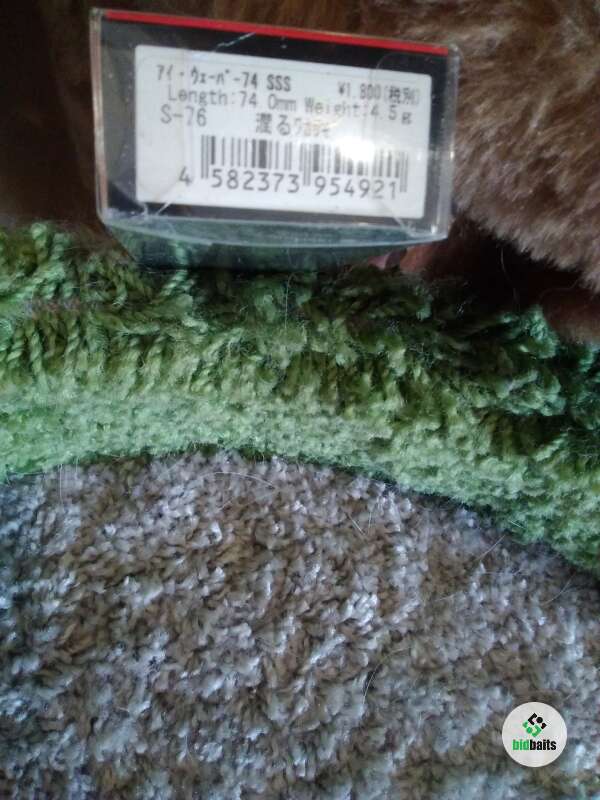 ｱｲ･ｳｪｰﾊﾞｰ74 SSS ¥1,800(税別)
Length:74.0mm Weight:4.5g
S-76
4 582373 954921
bidbaits